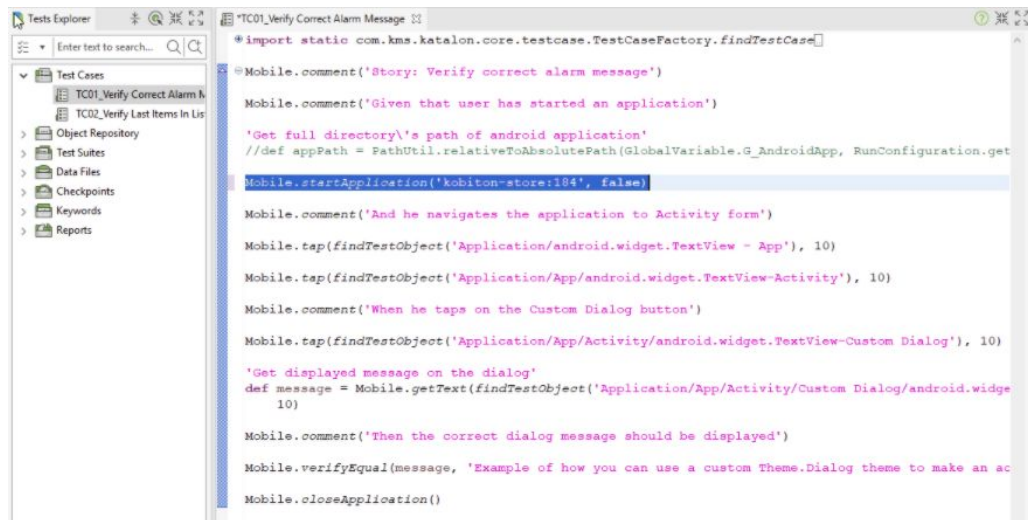 Tests Explorer
Enter text to search...
Test Cases
TC01_Verify Correct Alarm M
TC02_Verify Last Items In Lis
Object Repository
Test Suites
Data Files
Checkpoints
Keywords
Reports
*TC01_Verify Correct Alarm Message
import static com.kms.katalon.core.testcase.TestCaseFactory.findTestCase
Mobile.comment('Story: Verify correct alarm message')
Mobile.comment('Given that user has started an application')
'Get full directory\'s path of android application'
//def appPath = PathUtil.relativeToAbsolutePath(GlobalVariable.G_AndroidApp, RunConfiguration.get
Mobile.startApplication('kobiton-store:184', false)
Mobile.comment('And he navigates the application to Activity form')
Mobile.tap(findTestObject('Application/android.widget.TextView - App'), 10)
Mobile.tap(findTestObject('Application/App/android.widget.TextView-Activity'), 10)
Mobile.comment('When he taps on the Custom Dialog button')
Mobile.tap(findTestObject('Application/App/Activity/android.widget.TextView-Custom Dialog'), 10)
'Get displayed message on the dialog'
def message = Mobile.getText(findTestObject('Application/App/Activity/Custom Dialog/android.widge
10)
Mobile.comment('Then the correct dialog message should be displayed')
Mobile.verifyEqual(message, 'Example of how you can use a custom Theme.Dialog theme to make an ac
Mobile.closeApplication()